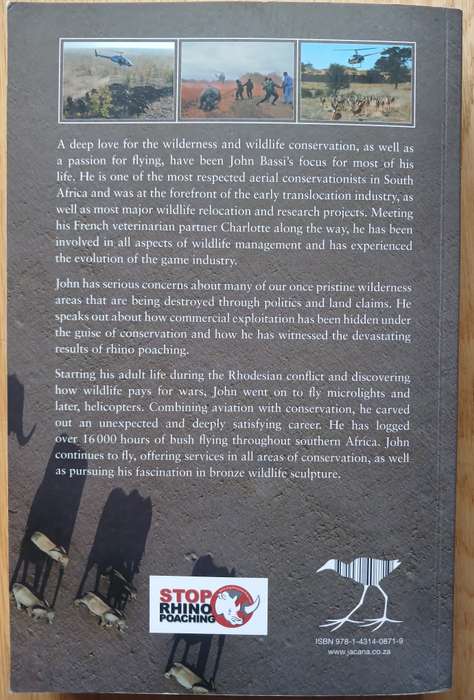 A deep love for the wilderness and wildlife conservation, as well as
a passion for flying, have been John Bassi's focus for most of his
life. He is one of the most respected aerial conservationists in South
Africa and was at the forefront of the early translocation industry, as
well as most major wildlife relocation and research projects. Meeting
his French veterinarian partner Charlotte along the way, he has been
involved in all aspects of wildlife management and has experienced
the evolution of the game industry.
John has serious concerns about many of our once pristine wilderness
areas that are being destroyed through politics and land claims. He
speaks out about how commercial exploitation has been hidden under
the guise of conservation and how he has witnessed the devastating
results of rhino poaching.
Starting his adult life during the Rhodesian conflict and discovering
how wildlife pays for wars, John went on to fly microlights and
later, helicopters. Combining aviation with conservation, he carved
out an unexpected and deeply satisfying career. He has logged
over 16 000 hours of bush flying throughout southern Africa. John
continues to fly, offering services in all areas of conservation, as well
as pursuing his fascination in bronze wildlife sculpture.
STOP
RHINO
POACHING
ISBN 978-1-4314-0871-9
www.jacana.co.za